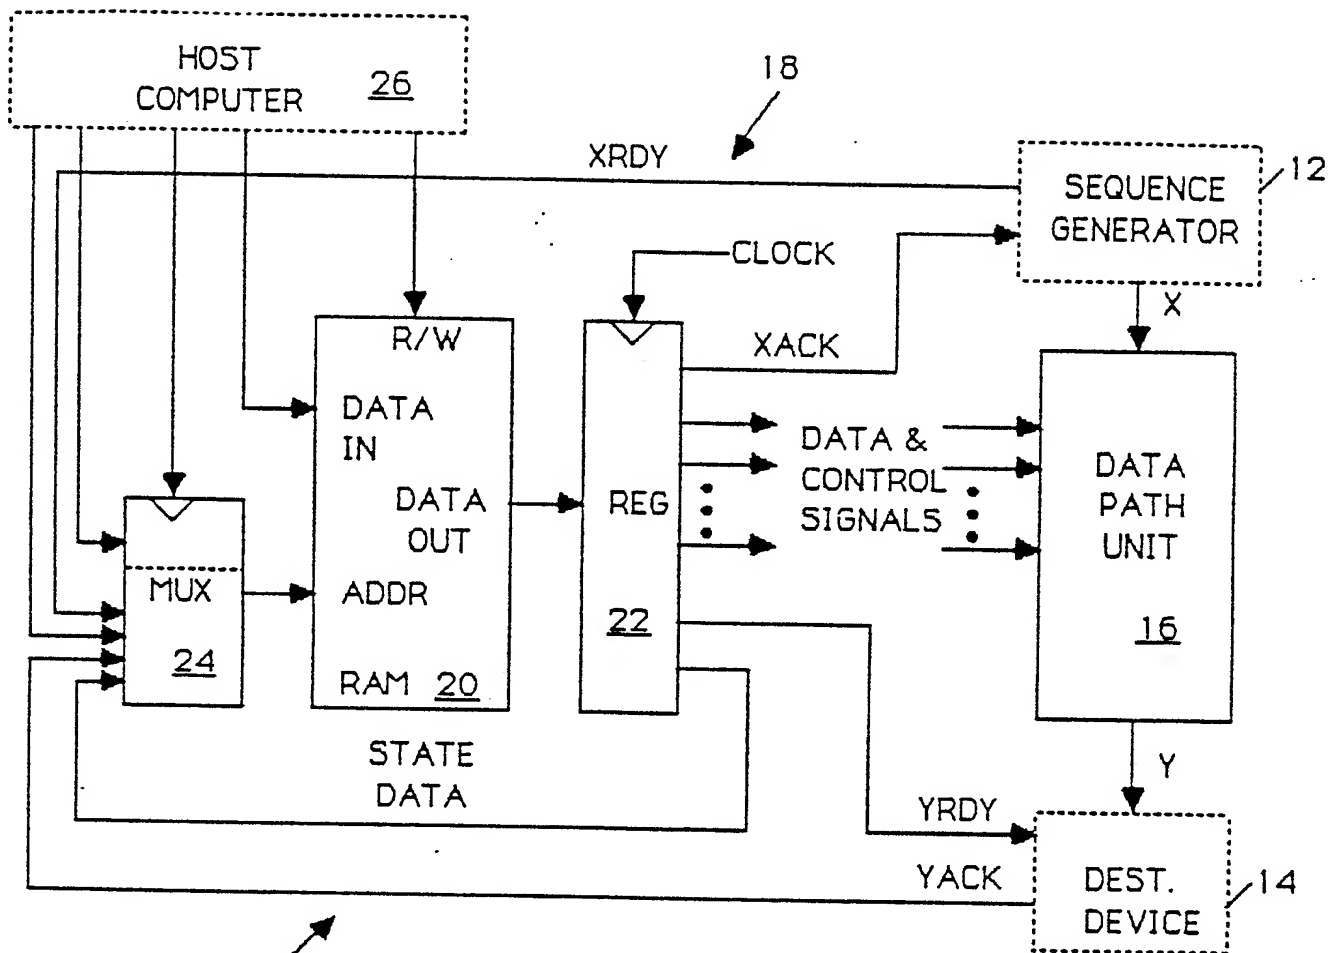 HOST
COMPUTER
26
18
XRDY
SEQUENCE
GENERATOR
12
CLOCK
X
R/W
XACK
DATA
IN
DATA &
CONTROL
SIGNALS
DATA
PATH
UNIT
DATA
OUT
REG
MUX
ADDR
22
16
24
RAM 20
STATE
DATA
Y
YRDY
YACK
DEST.
DEVICE
14